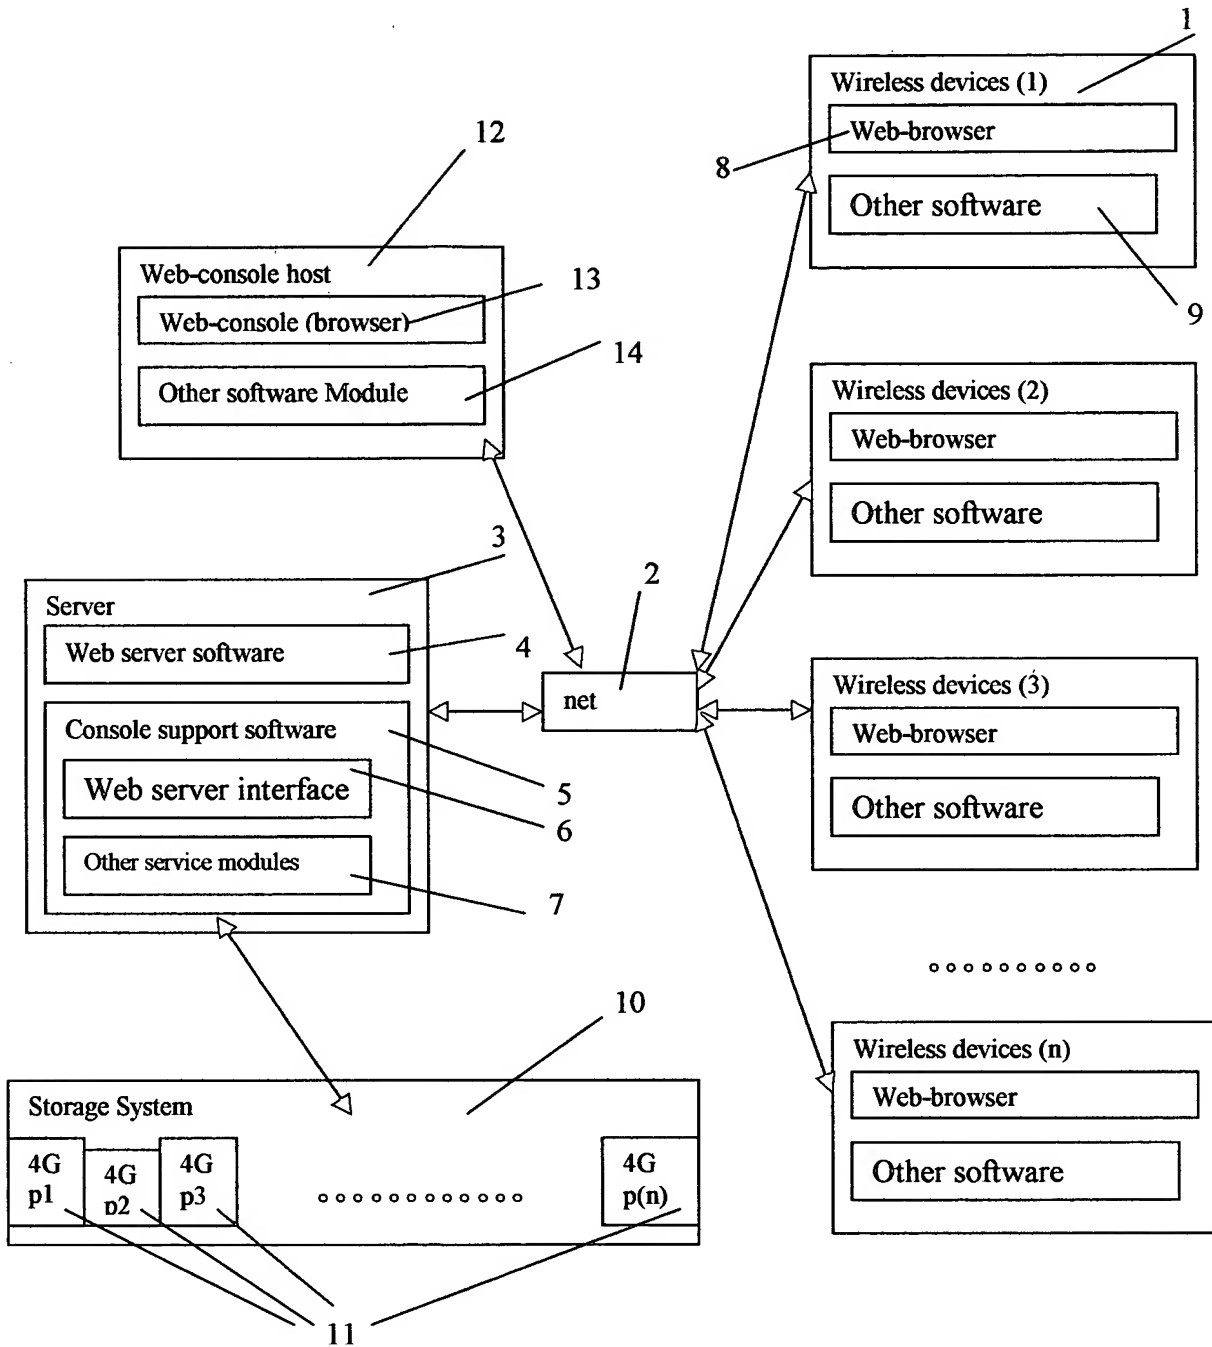 1
Wireless devices (1)
Web-browser
8
Other software
9
12
Web-console host
Web-console (browser)
13
Other software Module
14
Wireless devices (2)
Web-browser
Other software
3
Server
Web server software
4
Console support software
5
Web server interface
6
Other service modules
7
2
net
Wireless devices (3)
Web-browser
Other software
10
Storage System
4G
p1
4G
p2
4G
p3
4G
p(n)
11
Wireless devices (n)
Web-browser
Other software